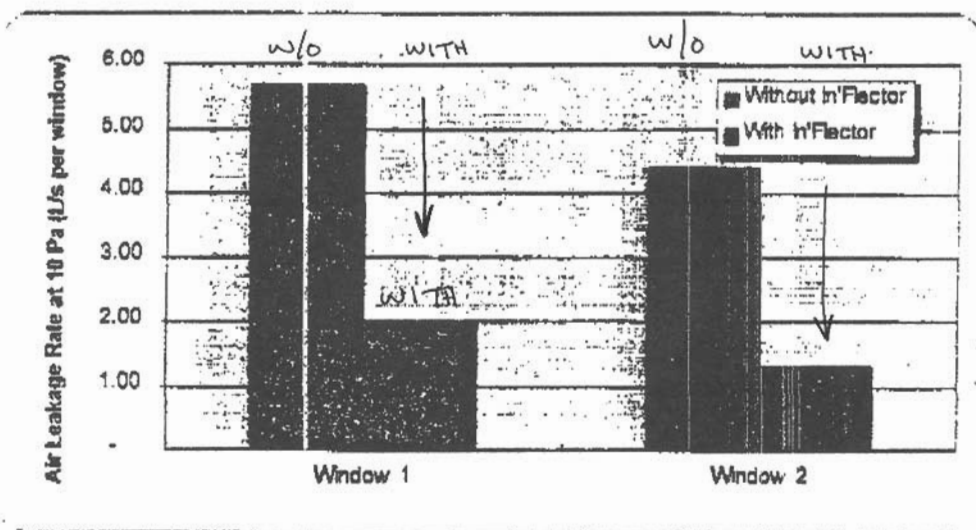 W/O WITH W/O WITH
Air Leakage Rate at 10 Pa (L/s per window)
6.00
5.00
4.00
3.00
2.00
1.00
-
Without In'Flector
With In'Flector
WITH
Window 1 Window 2